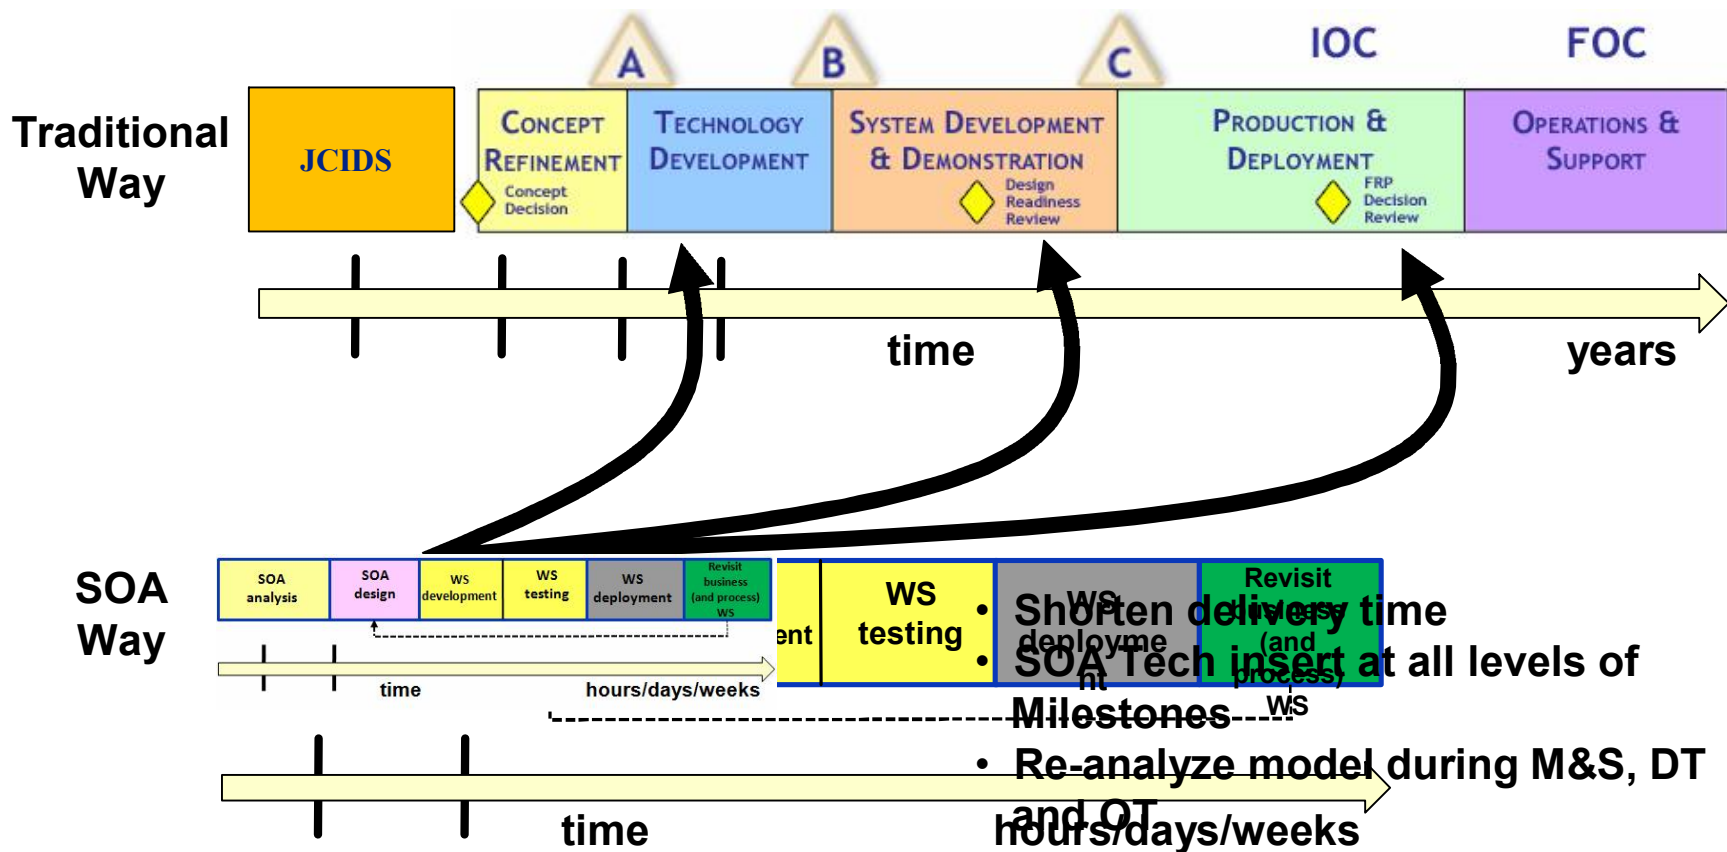 A
B
C
IOC
FOC
Traditional
Way
JCIDS
CONCEPT
REFINEMENT
Concept
Decision
TECHNOLOGY
DEVELOPMENT
SYSTEM DEVELOPMENT
& DEMONSTRATION
Design
Readiness
Review
PRODUCTION &
DEPLOYMENT
FRP
Decision
Review
OPERATIONS &
SUPPORT
time
years
SOA
Way
SOA
analysis
SOA
design
WS
development
WS
testing
WS
deployment
Revisit
business
(and process)
WS
time
hours/days/weeks
ent
WS
testing
WS
deployme
nt
Revisit
business
(and
process)
WS
• Shorten delivery time
• SOA Tech insert at all levels of
Milestones
• Re-analyze model during M&S, DT
and OT
time
hours/days/weeks